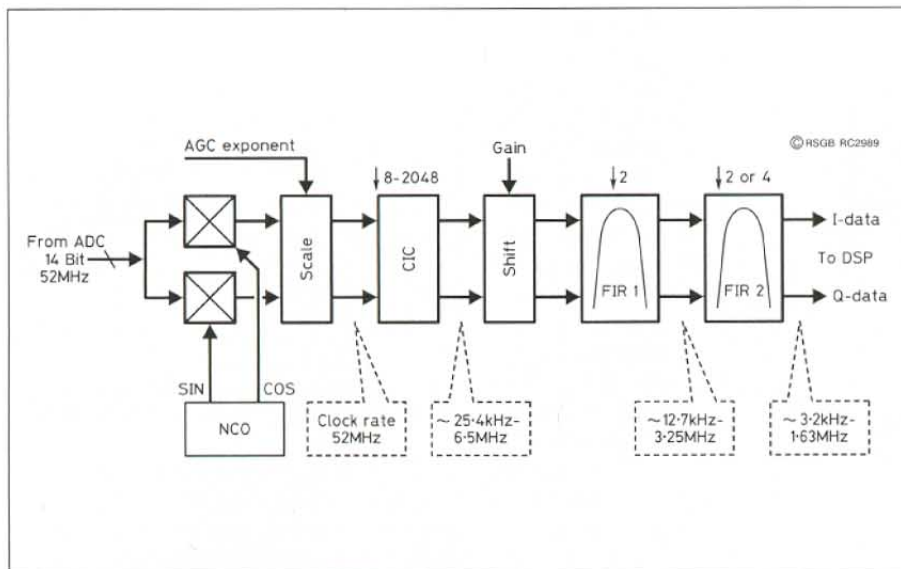 AGC exponent
↓8-2048
Gain
↓2
↓2 or 4
© RSGB RC2989
From ADC
14 Bit
52MHz
Scale
CIC
Shift
FIR 1
FIR 2
I-data
To DSP
Q-data
SIN
COS
NCO
Clock rate
52MHz
~ 25·4kHz-
6·5MHz
~12·7kHz-
3·25MHz
~ 3·2kHz-
1·63MHz